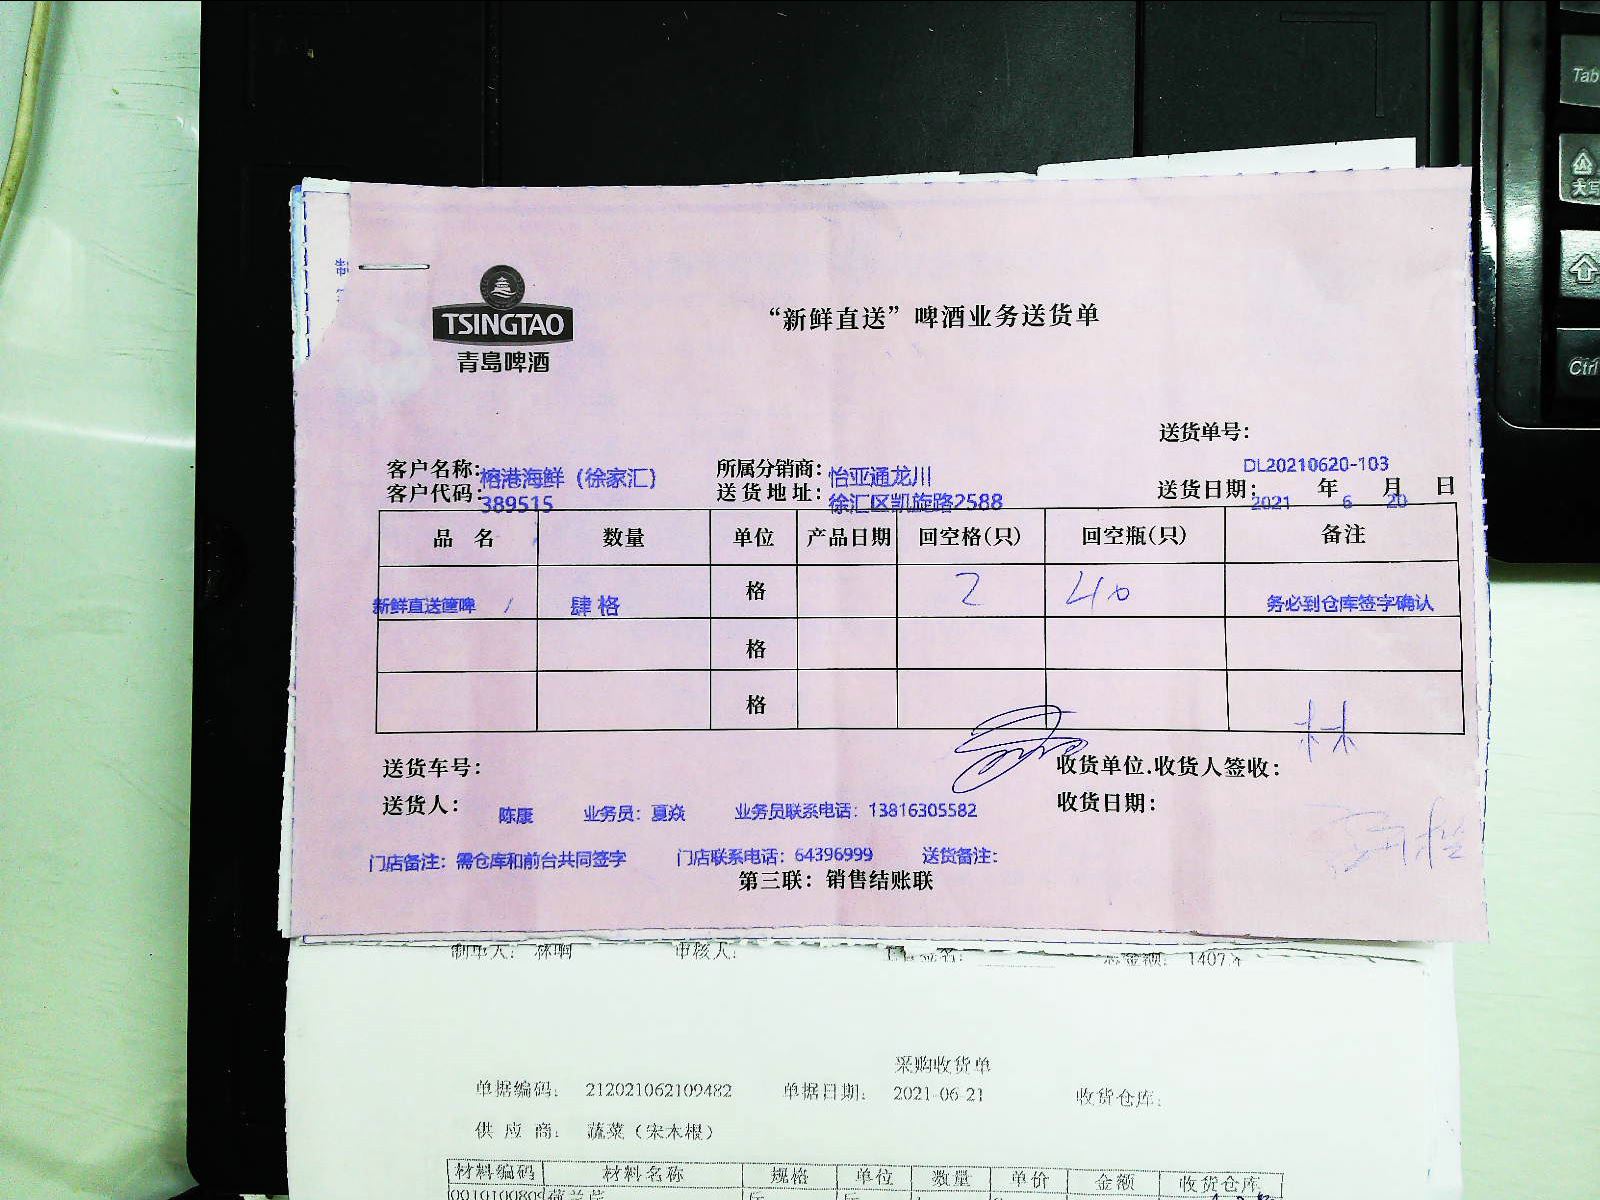 Tab
大写
Ctrl
TSINGTAO
青島啤酒
“新鲜直送”啤酒业务送货单
送货单号：
DL20210620-103
客户名称：榕港海鲜（徐家汇） 所属分销商：怡亚通龙川
客户代码：389515 送货地址：徐汇区凯旋路2588 送货日期：2021 年 6 月 20 日
品 名 数量 单位 产品日期 回空格(只) 回空瓶(只) 备注
新鲜直送筐啤 / 肆格 格 2 40 务必到仓库签字确认
格
格
林
送货车号： 收货单位.收货人签收：
送货人： 陈康 业务员：夏焱 业务员联系电话：13816305582 收货日期：
门店备注：需仓库和前台共同签字 门店联系电话：64396999 送货备注：
第三联：销售结账联
制单人： 审核人： 1407.4
采购收货单
单据编码： 212021062109482 单据日期： 2021-06-21 收货仓库：
供 应 商： 蔬菜（宋木根）
材料编码 材料名称 规格 单位 数量 单价 金额 收货仓库